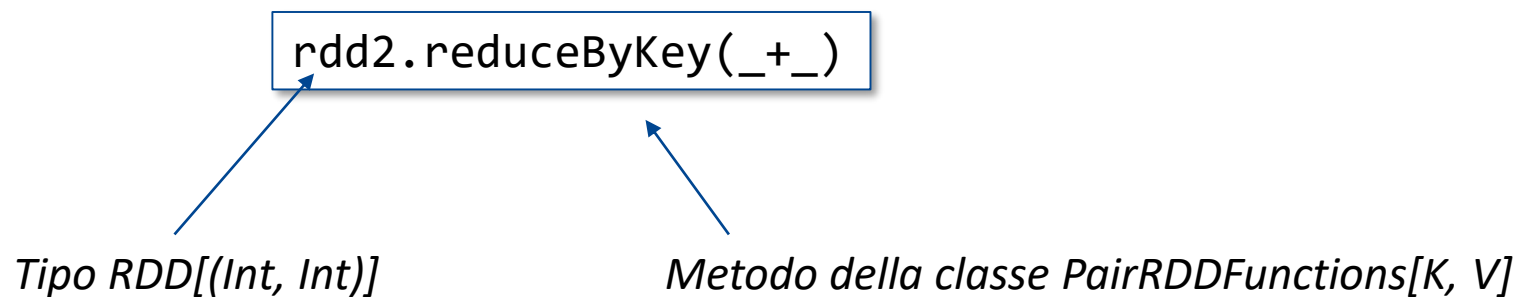 rdd2.reduceByKey(_+_)
Tipo RDD[(Int, Int)]
Metodo della classe PairRDDFunctions[K, V]